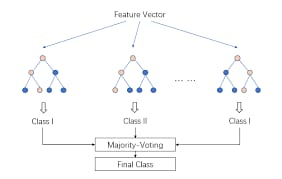 Feature Vector
... ...
Class I
Class II
Class I
Majority-Voting
Final Class